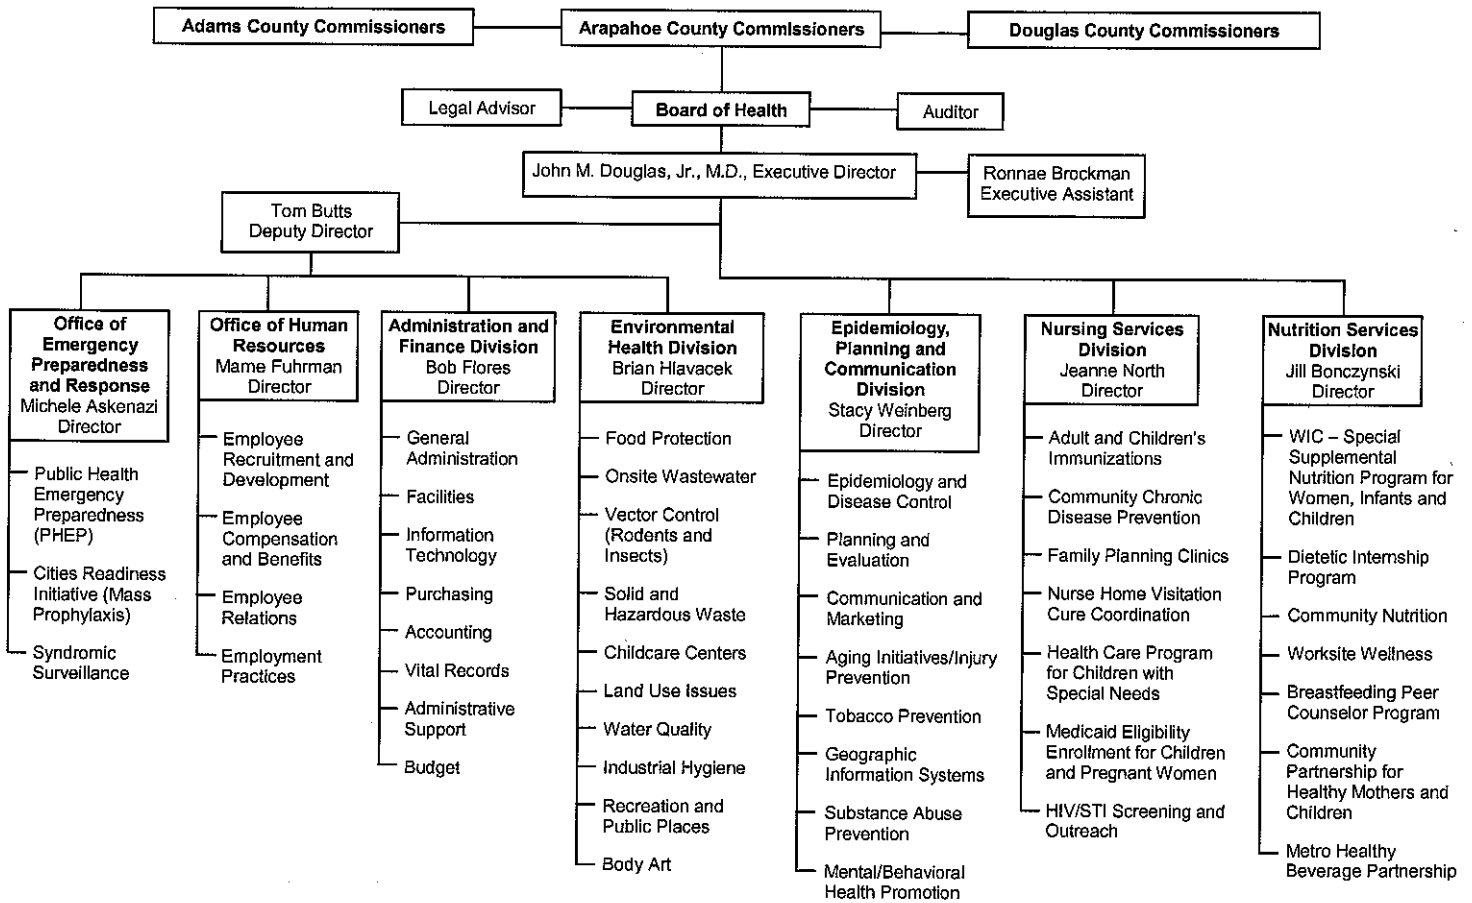 Adams County Commissioners
Arapahoe County Commissioners
Douglas County Commissioners
Legal Advisor
Board of Health
Auditor
John M. Douglas, Jr., M.D., Executive Director
Ronnae Brockman
Executive Assistant
Tom Butts
Deputy Director
Office of
Emergency
Preparedness
and Response
Michele Askenazi
Director
Public Health
Emergency
Preparedness
(PHEP)
Cities Readiness
Initiative (Mass
Prophylaxis)
Syndromic
Surveillance
Office of Human
Resources
Mame Fuhrman
Director
Employee
Recruitment and
Development
Employee
Compensation
and Benefits
Employee
Relations
Employment
Practices
Administration and
Finance Division
Bob Flores
Director
General
Administration
Facilities
Information
Technology
Purchasing
Accounting
Vital Records
Administrative
Support
Budget
Environmental
Health Division
Brian Hlavacek
Director
Food Protection
Onsite Wastewater
Vector Control
(Rodents and
Insects)
Solid and
Hazardous Waste
Childcare Centers
Land Use Issues
Water Quality
Industrial Hygiene
Recreation and
Public Places
Body Art
Epidemiology,
Planning and
Communication
Division
Stacy Weinberg
Director
Epidemiology and
Disease Control
Planning and
Evaluation
Communication and
Marketing
Aging Initiatives/Injury
Prevention
Tobacco Prevention
Geographic
Information Systems
Substance Abuse
Prevention
Mental/Behavioral
Health Promotion
Nursing Services
Division
Jeanne North
Director
Adult and Children's
Immunizations
Community Chronic
Disease Prevention
Family Planning Clinics
Nurse Home Visitation
Cure Coordination
Health Care Program
for Children with
Special Needs
Medicaid Eligibility
Enrollment for Children
and Pregnant Women
HIV/STI Screening and
Outreach
Nutrition Services
Division
Jill Bonczynski
Director
WIC – Special
Supplemental
Nutrition Program for
Women, Infants and
Children
Dietetic Internship
Program
Community Nutrition
Worksite Wellness
Breastfeeding Peer
Counselor Program
Community
Partnership for
Healthy Mothers and
Children
Metro Healthy
Beverage Partnership